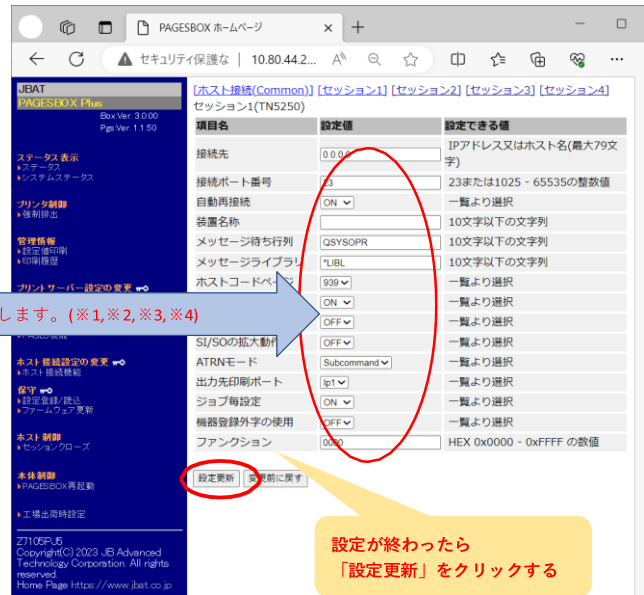 PAGESBOX ホームページ
セキュリティ保護な 10.80.44.2...
JBAT
PAGESBOX Plus
Box:Ver. 3.0.00
Pgs:Ver. 1.1.50
ステータス表示
ステータス
システムステータス
プリンタ制御
強制排出
管理情報
設定値印刷
印刷履歴
プリントサーバー設定の変更
します。(※1,※2,※3,※4)
ホスト接続設定の変更
ホスト接続機能
保守
設定登録/読込
ファームウェア更新
ホスト制御
セッションクローズ
本体制御
PAGESBOX再起動
工場出荷時設定
Z7105PJ5
Copyright(C) 2023 JB Advanced
Technology Corporation. All rights
reserved.
Home Page https://www.jbat.co.jp
[ホスト接続(Common)] [セッション1] [セッション2] [セッション3] [セッション4]
セッション1(TN5250)
項目名 設定値 設定できる値
接続先 0.0.0.0 IPアドレス又はホスト名(最大79文
字)
接続ポート番号 23 23または1025 - 65535の整数値
自動再接続 ON 一覧より選択
装置名称 10文字以下の文字列
メッセージ待ち行列 QSYSOPR 10文字以下の文字列
メッセージライブラリ *LIBL 10文字以下の文字列
ホストコードページ 939 一覧より選択
ON 一覧より選択
OFF 一覧より選択
SI/SOの拡大動作 OFF 一覧より選択
ATRNモード Subcommand 一覧より選択
出力先印刷ポート lp1 一覧より選択
ジョブ毎設定 ON 一覧より選択
機器登録外字の使用 OFF 一覧より選択
ファンクション 0000 HEX 0x0000 - 0xFFFF の数値
設定更新 変更前に戻す
設定が終わったら
「設定更新」をクリックする